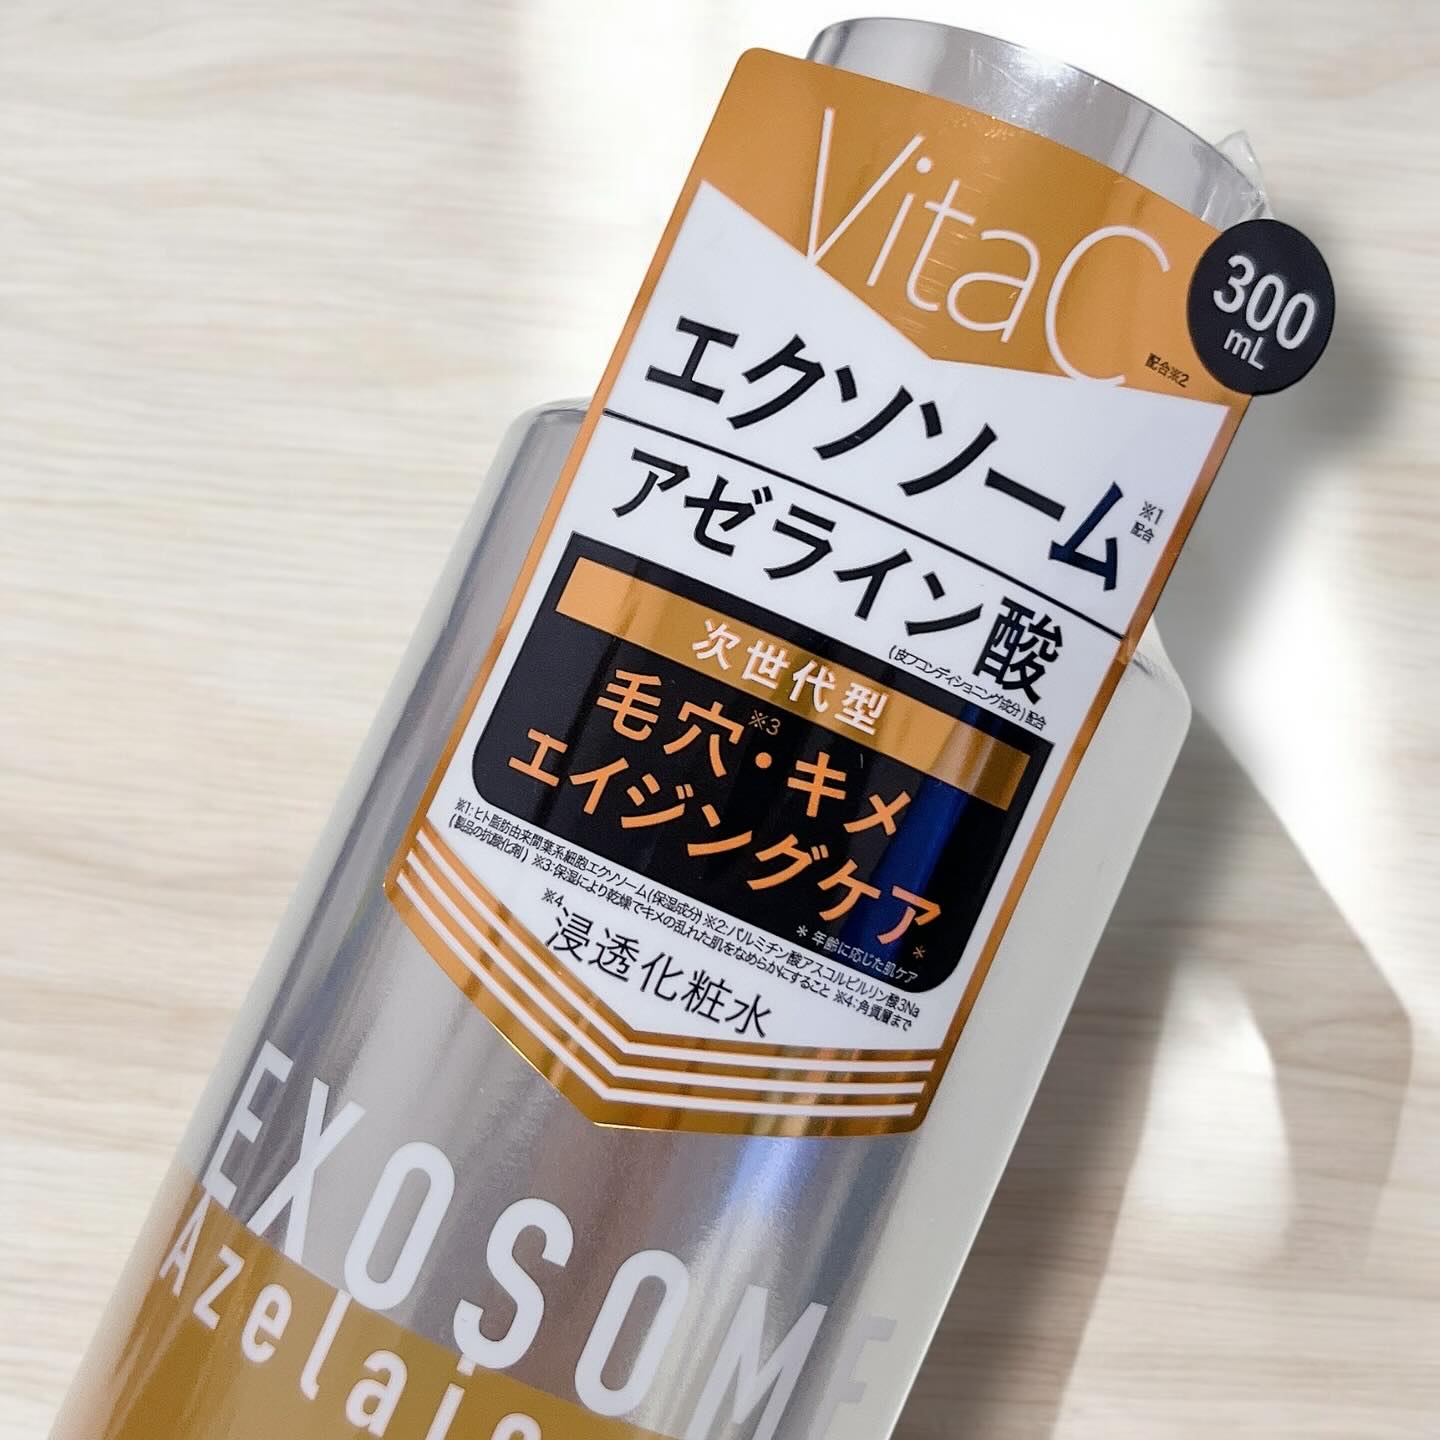 VitaC
配合※2
300
mL
エクソソーム
※1
配合
アゼライン酸
(皮フコンディショニング成分)配合
次世代型
毛穴※3・キメ
エイジングケア*
*年齢に応じた肌ケア
※1:ヒト脂肪由来間葉系細胞エクソソーム(保湿成分) ※2:パルミチン酸アスコルビルリン酸3Na
(製品の抗酸化剤) ※3:保湿により乾燥でキメの乱れた肌をなめらかにすること ※4:角質層まで
※4浸透化粧水
EXOSOME
Azelaic